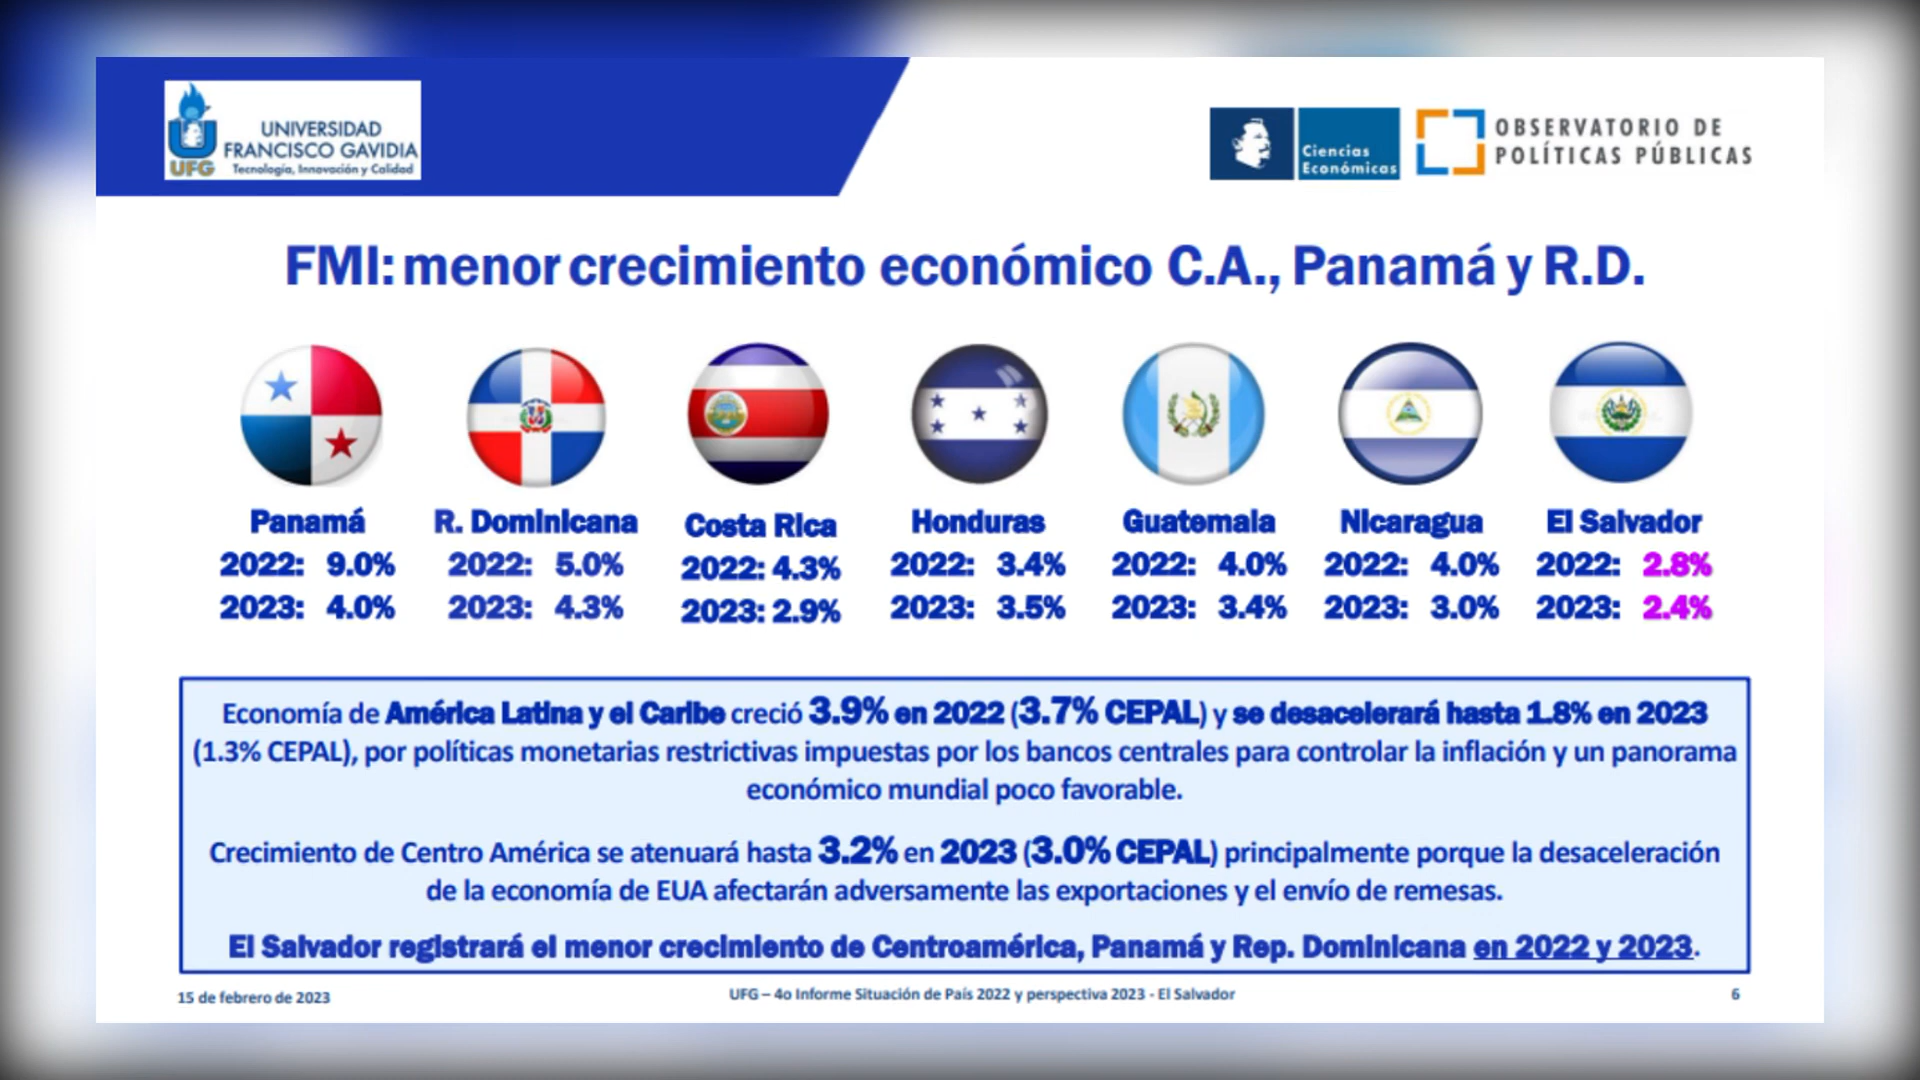 UNIVERSIDAD
FRANCISCO GAVIDIA
UFG
Tecnología, Innovación y Calidad
Ciencias
Económicas
OBSERVATORIO DE
POLÍTICAS PÚBLICAS
FMI: menor crecimiento económico C.A., Panamá y R.D.
Panamá
2022: 9.0%
2023: 4.0%
R. Dominicana
2022: 5.0%
2023: 4.3%
Costa Rica
2022: 4.3%
2023: 2.9%
Honduras
2022: 3.4%
2023: 3.5%
Guatemala
2022: 4.0%
2023: 3.4%
Nicaragua
2022: 4.0%
2023: 3.0%
El Salvador
2022: 2.8%
2023: 2.4%
Economía de América Latina y el Caribe creció 3.9% en 2022 (3.7% CEPAL) y se desacelerará hasta 1.8% en 2023
(1.3% CEPAL), por políticas monetarias restrictivas impuestas por los bancos centrales para controlar la inflación y un panorama
económico mundial poco favorable.
Crecimiento de Centro América se atenuará hasta 3.2% en 2023 (3.0% CEPAL) principalmente porque la desaceleración
de la economía de EUA afectarán adversamente las exportaciones y el envío de remesas.
El Salvador registrará el menor crecimiento de Centroamérica, Panamá y Rep. Dominicana en 2022 y 2023.
15 de febrero de 2023
UFG – 4o Informe Situación de País 2022 y perspectiva 2023 - El Salvador
6